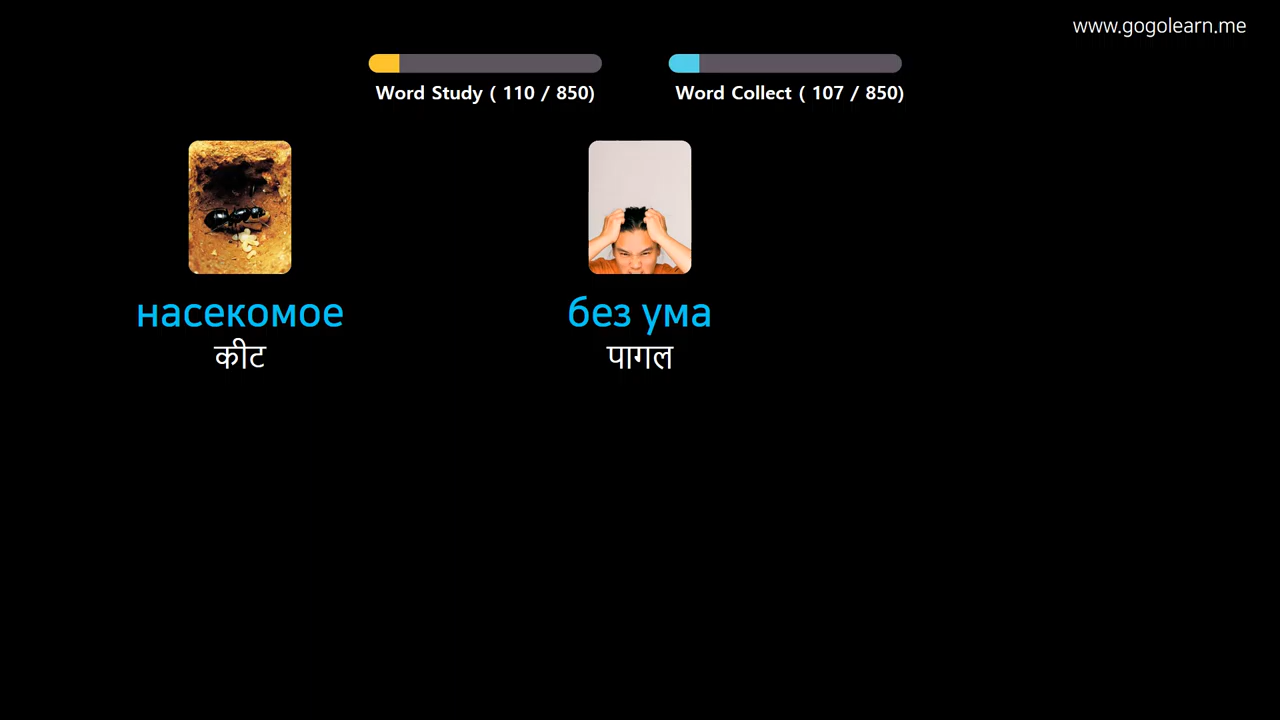 www.gogolearn.me
Word Study ( 110 / 850)
Word Collect ( 107 / 850)
насекомое
कीट
без ума
पागल